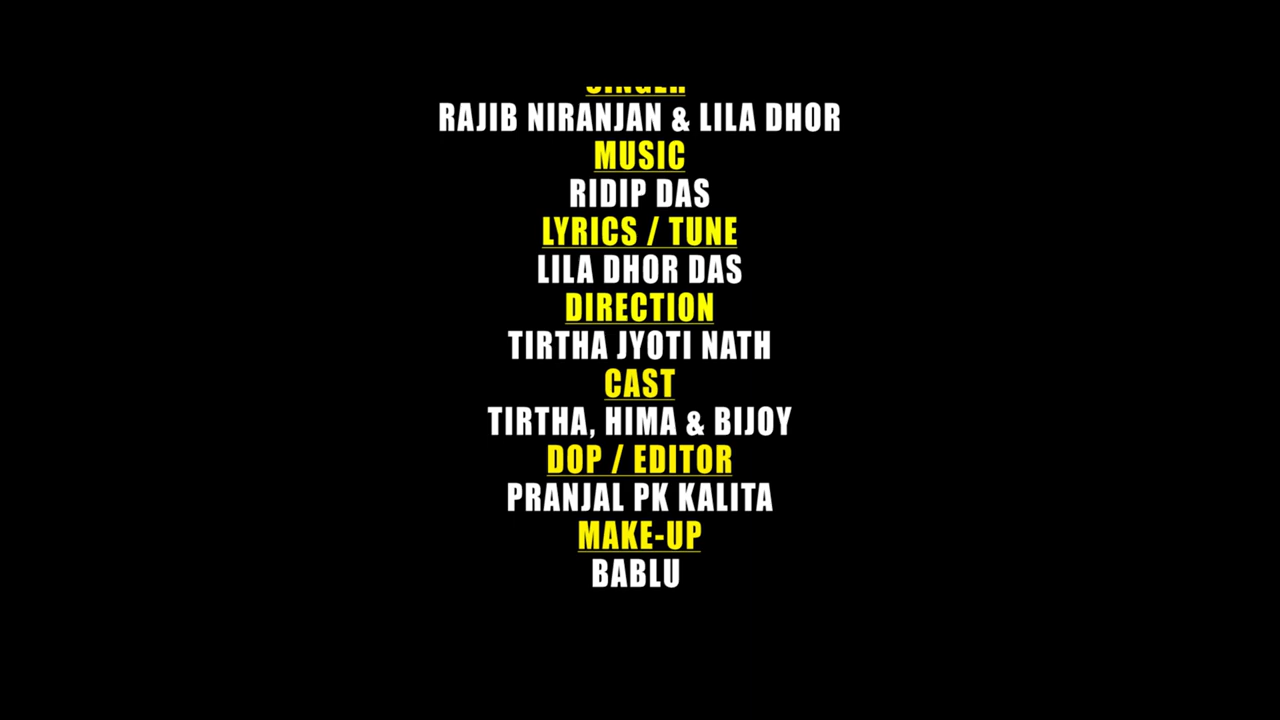 SINGER
RAJIB NIRANJAN & LILA DHOR
MUSIC
RIDIP DAS
LYRICS / TUNE
LILA DHOR DAS
DIRECTION
TIRTHA JYOTI NATH
CAST
TIRTHA, HIMA & BIJOY
DOP / EDITOR
PRANJAL PK KALITA
MAKE-UP
BABLU